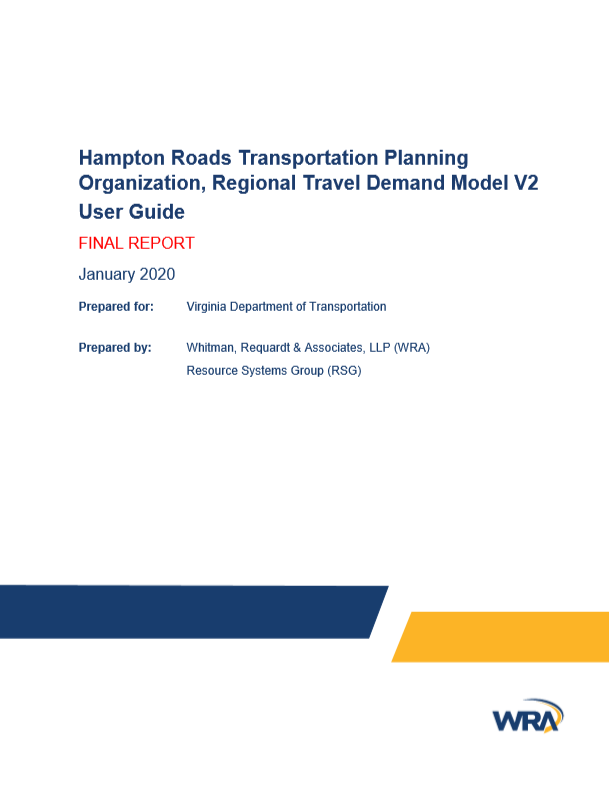 Hampton Roads Transportation Planning
Organization, Regional Travel Demand Model V2
User Guide
FINAL REPORT
January 2020
Prepared for: Virginia Department of Transportation
Prepared by: Whitman, Requardt & Associates, LLP (WRA)
Resource Systems Group (RSG)
WRA